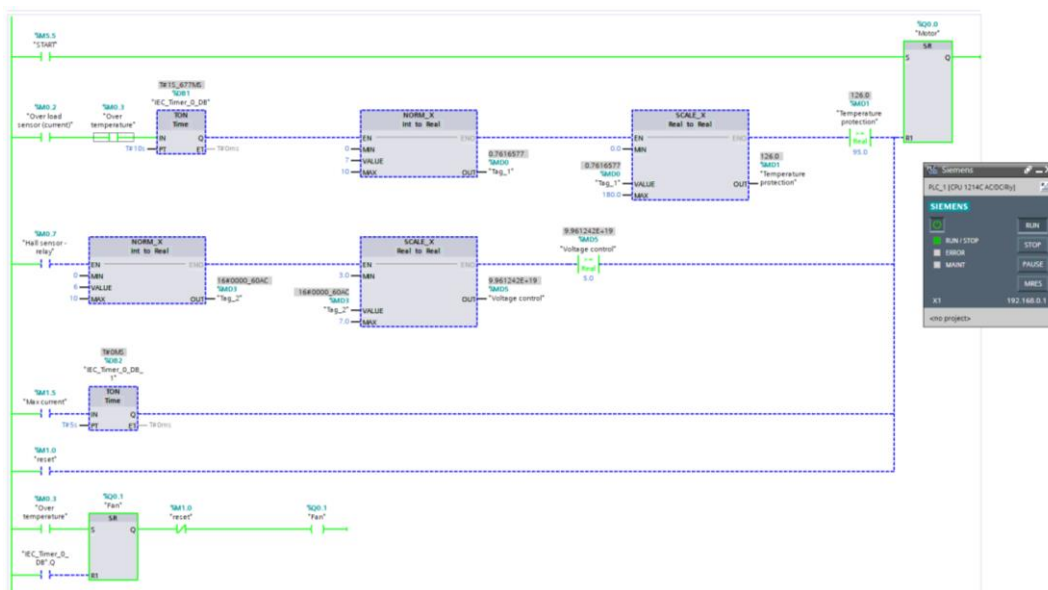 %Q0.0
"Motor"
SR
S
Q
R1
%M5.5
"START"
T#1S_677MS
%DB1
"IEC_Timer_0_DB"
TON
Time
IN
Q
T#10s
PT
ET
T#0ms
%M0.2
"Over load
sensor (current)"
%M0.3
"Over
temperature"
NORM_X
Int to Real
EN
ENO
0
MIN
7
VALUE
10
MAX
OUT
0.7616577
%MD0
"Tag_1"
SCALE_X
Real to Real
EN
ENO
0.0
MIN
0.7616577
%MD0
"Tag_1"
VALUE
180.0
MAX
OUT
126.0
%MD1
"Temperature
protection"
126.0
%MD1
"Temperature
protection"
>=
Real
95.0
%M0.7
"Hall sensor -
relay"
NORM_X
Int to Real
EN
ENO
0
MIN
6
VALUE
10
MAX
OUT
16#0000_60AC
%MD3
"Tag_2"
SCALE_X
Real to Real
EN
ENO
3.0
MIN
16#0000_60AC
%MD3
"Tag_2"
VALUE
7.0
MAX
OUT
9.961242E+19
%MD5
"Voltage control"
9.961242E+19
%MD5
"Voltage control"
Real
5.0
T#0MS
%DB2
"IEC_Timer_0_DB_
1"
TON
Time
IN
Q
T#5s
PT
ET
T#0ms
%M1.5
"Max current"
%M1.0
"reset"
%M0.3
"Over
temperature"
%Q0.1
"Fan"
SR
S
Q
R1
%M1.0
"reset"
%Q0.1
"Fan"
"IEC_Timer_0_
DB".Q
Siemens
PLC_1 [CPU 1214C AC/DC/Rly]
SIEMENS
RUN / STOP
ERROR
MAINT
RUN
STOP
PAUSE
MRES
X1
192.168.0.1
<no project>